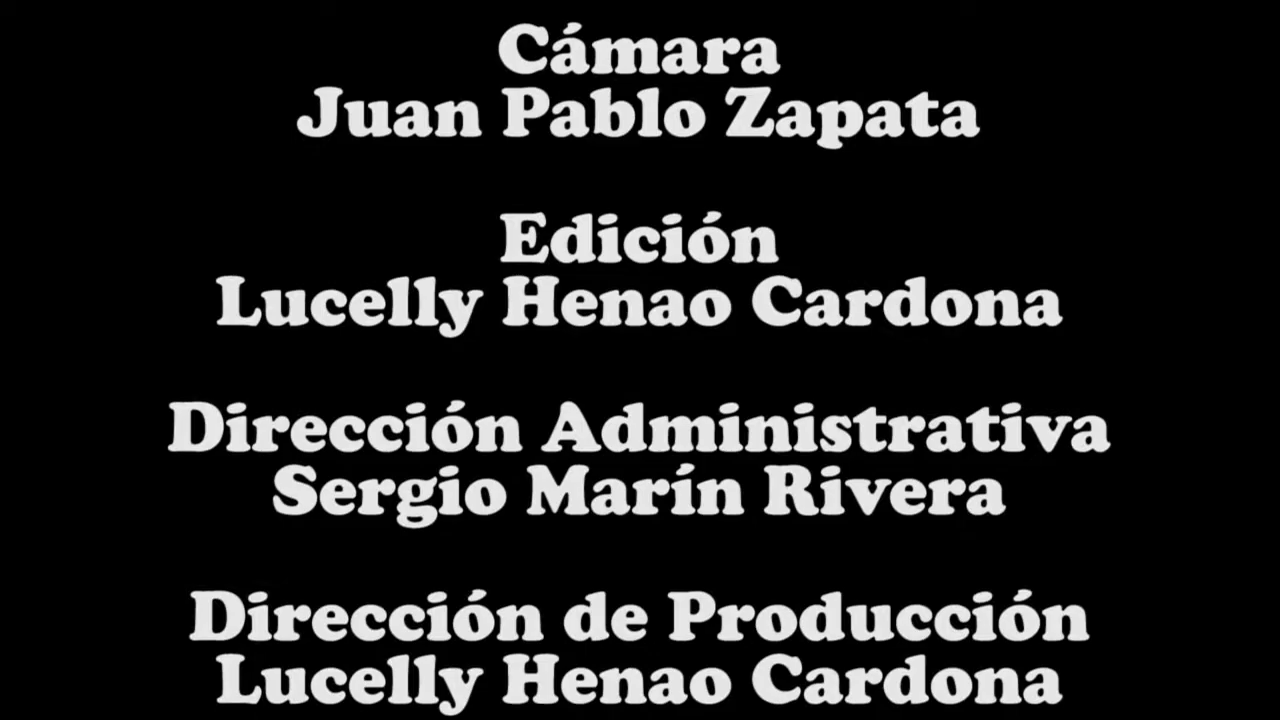 Cámara
Juan Pablo Zapata
Edición
Lucelly Henao Cardona
Dirección Administrativa
Sergio Marín Rivera
Dirección de Producción
Lucelly Henao Cardona